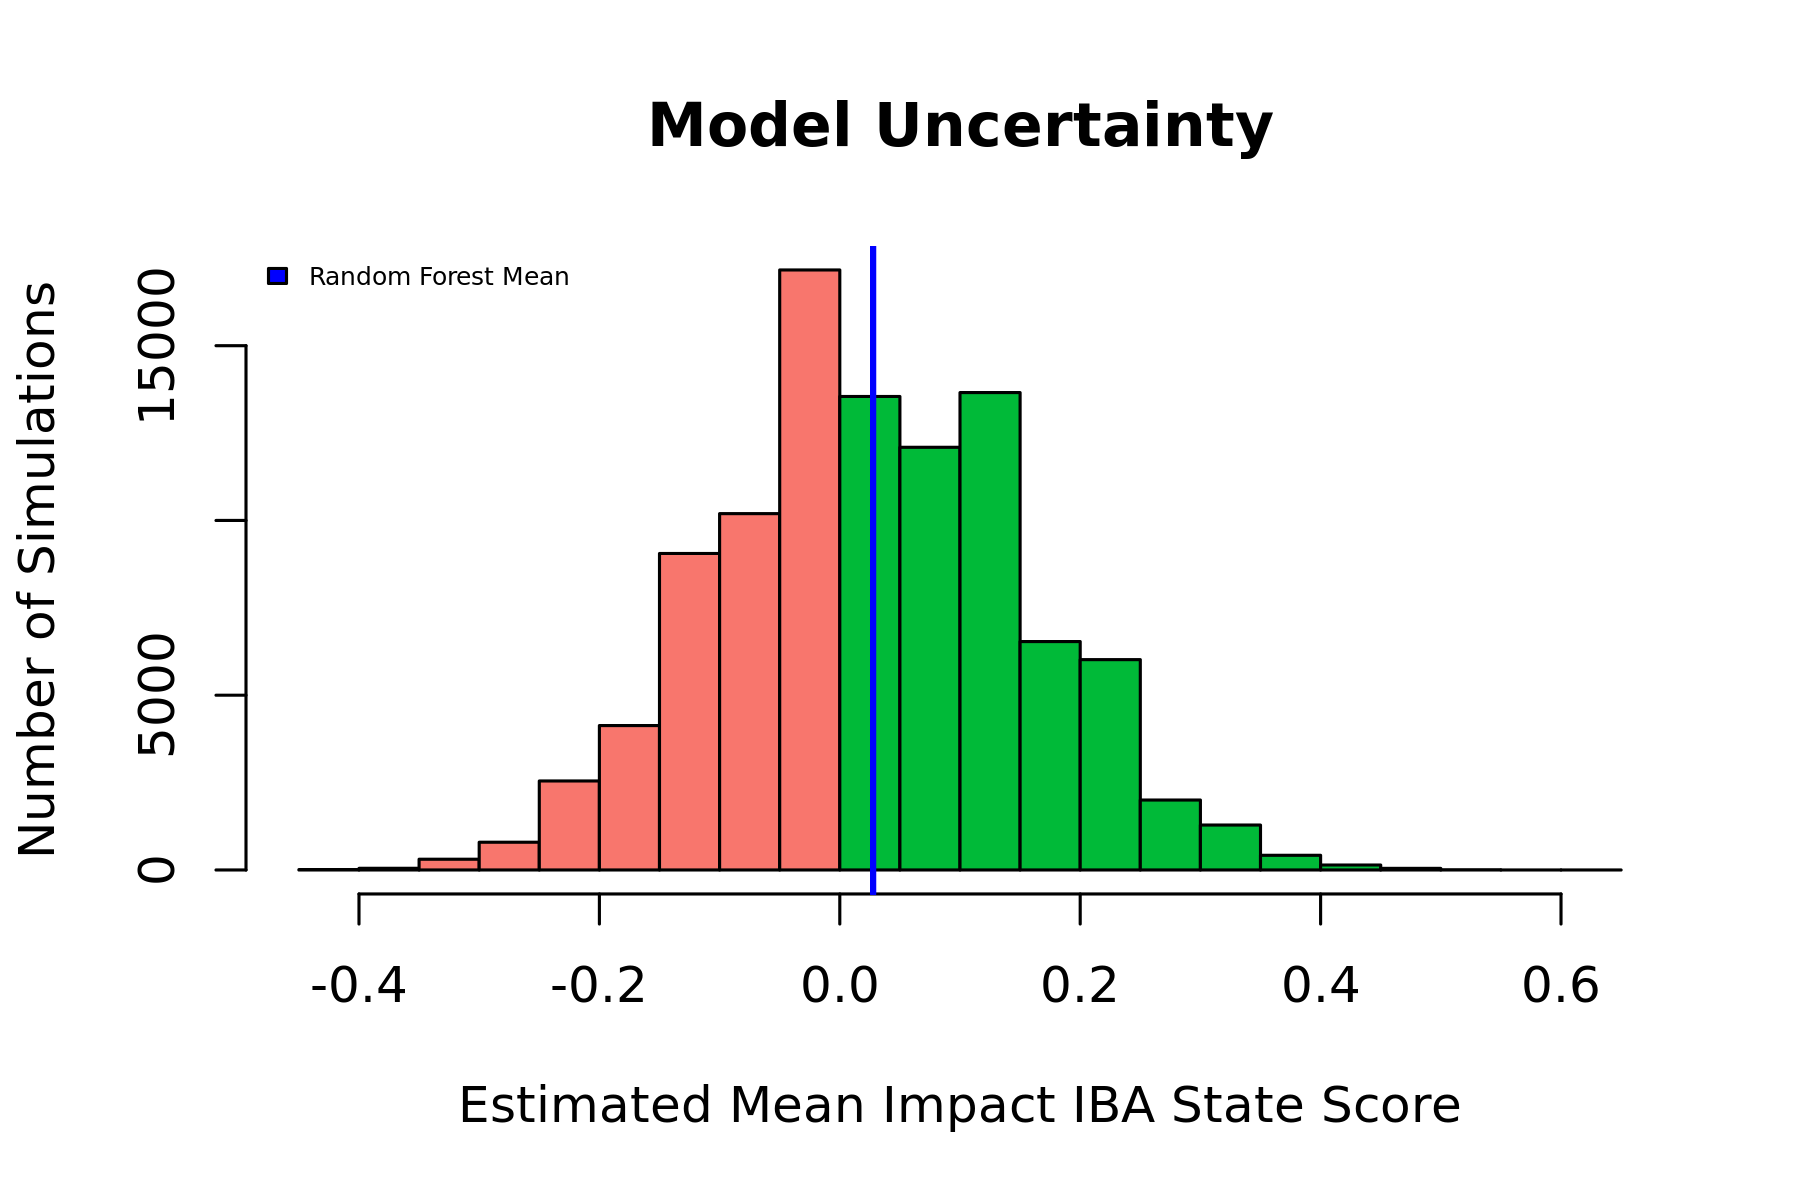 Model Uncertainty
Random Forest Mean
Number of Simulations
15000
5000
0
-0.4 -0.2 0.0 0.2 0.4 0.6
Estimated Mean Impact IBA State Score